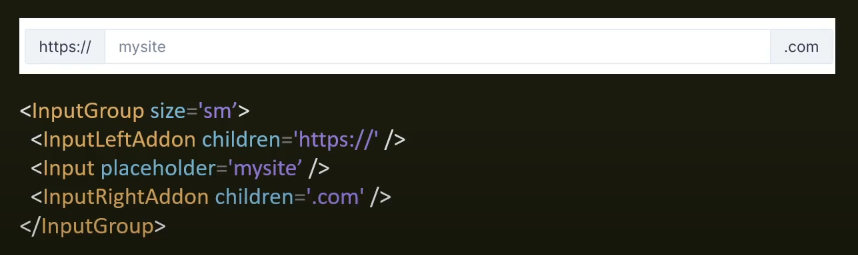 https:// mysite .com
<InputGroup size='sm’>
<InputLeftAddon children='https://' />
<Input placeholder='mysite’ />
<InputRightAddon children='.com' />
</InputGroup>